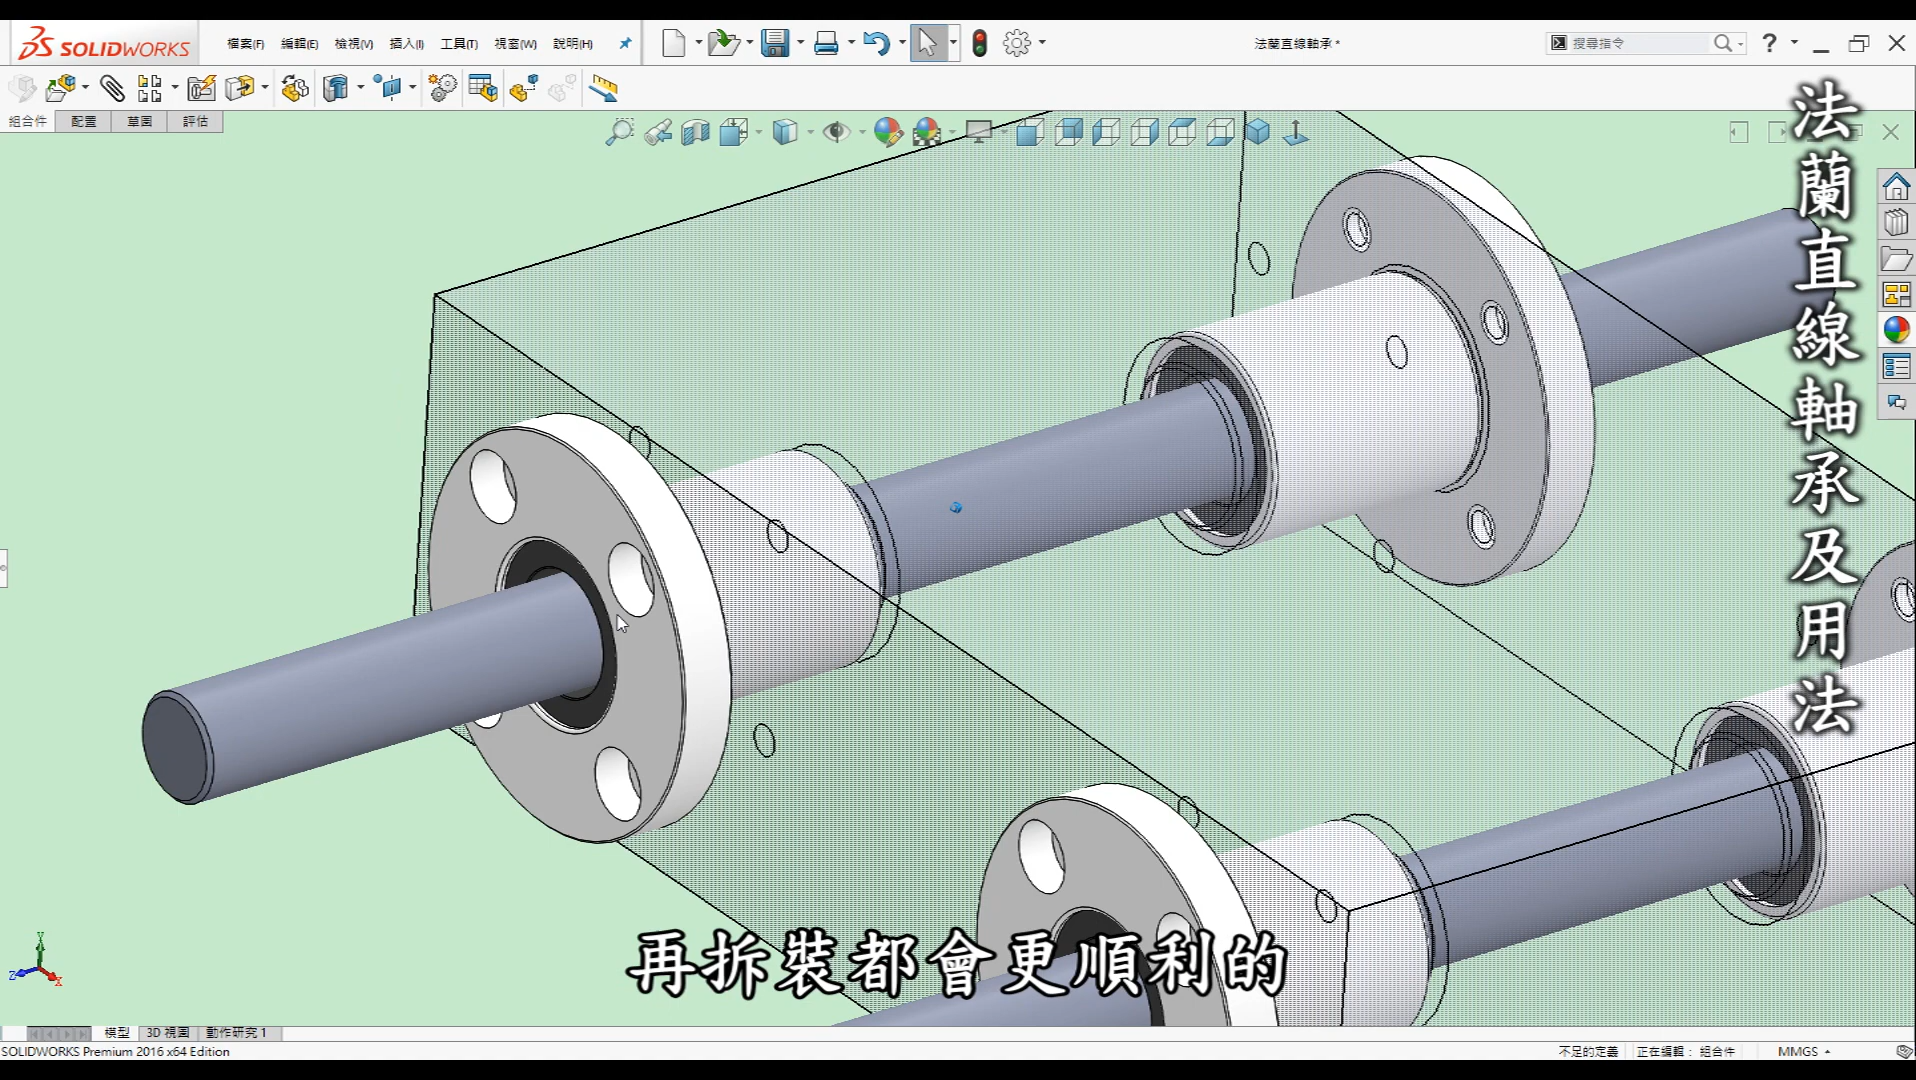 SOLIDWORKS
檔案(F) 編輯(E) 檢視(V) 插入(I) 工具(T) 視窗(W) 說明(H)
法蘭直線軸承 *
搜尋指令
?
組合件 配置 草圖 評估
法蘭直線軸承及用法
再拆裝都會更順利的
Y
Z
X
模型 3D 視圖 動作研究 1
SOLIDWORKS Premium 2016 x64 Edition
不足的定義 正在編輯： 組合件 MMGS